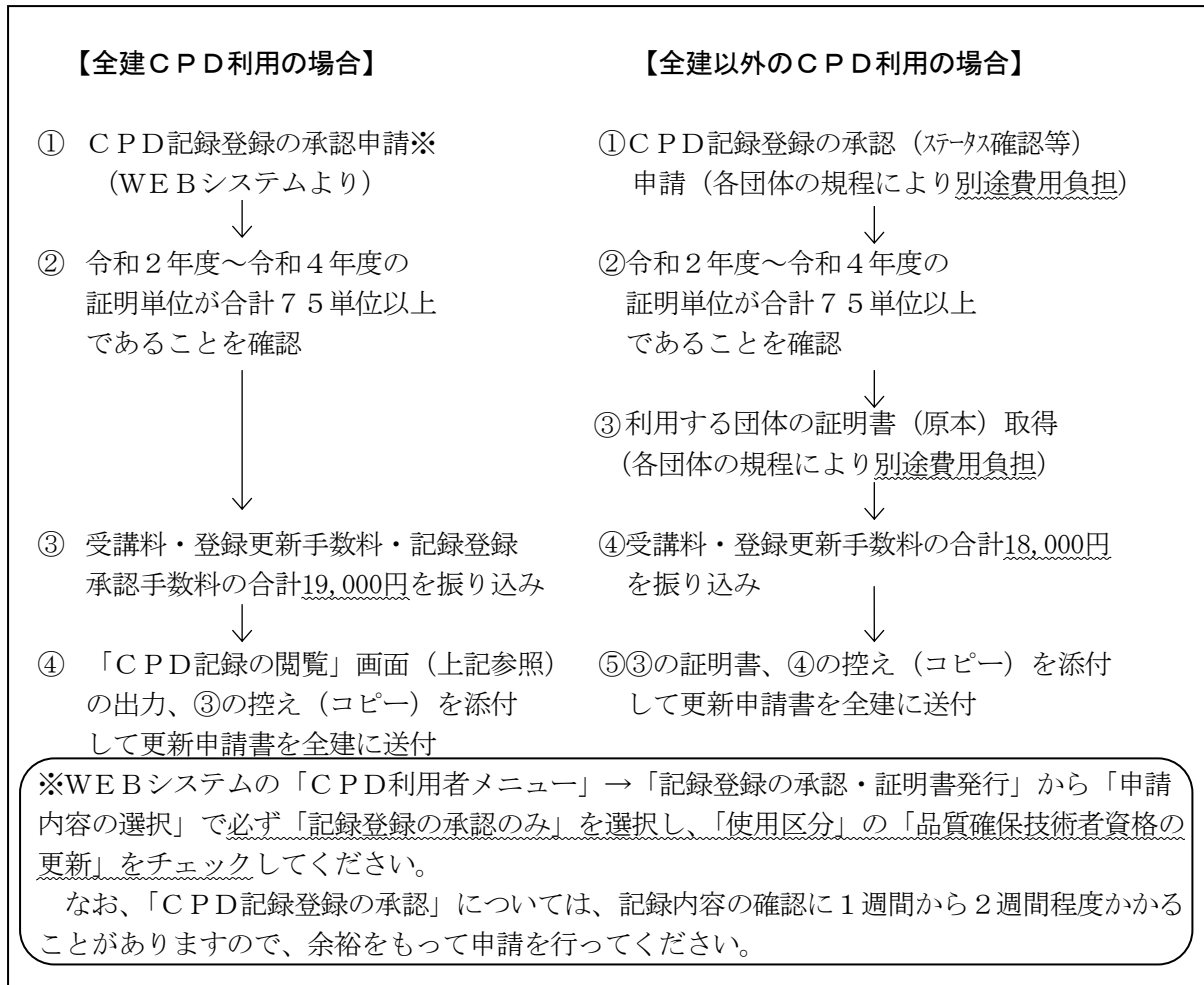 【全建ＣＰＤ利用の場合】
① ＣＰＤ記録登録の承認申請※
（ＷＥＢシステムより）
↓
② 令和２年度～令和４年度の
証明単位が合計７５単位以上
であることを確認
↓
③ 受講料・登録更新手数料・記録登録
承認手数料の合計19,000円を振り込み
↓
④ 「ＣＰＤ記録の閲覧」画面（上記参照）
の出力、③の控え（コピー）を添付
して更新申請書を全建に送付
【全建以外のＣＰＤ利用の場合】
①ＣＰＤ記録登録の承認（ｽﾃｰﾀｽ確認等）
申請（各団体の規程により別途費用負担）
↓
②令和２年度～令和４年度の
証明単位が合計７５単位以上
であることを確認
↓
③利用する団体の証明書（原本）取得
（各団体の規程により別途費用負担）
↓
④受講料・登録更新手数料の合計18,000円
を振り込み
↓
⑤③の証明書、④の控え（コピー）を添付
して更新申請書を全建に送付
※ＷＥＢシステムの「ＣＰＤ利用者メニュー」→「記録登録の承認・証明書発行」から「申請
内容の選択」で必ず「記録登録の承認のみ」を選択し、「使用区分」の「品質確保技術者資格の
更新」をチェックしてください。
なお、「ＣＰＤ記録登録の承認」については、記録内容の確認に１週間から２週間程度かかる
ことがありますので、余裕をもって申請を行ってください。